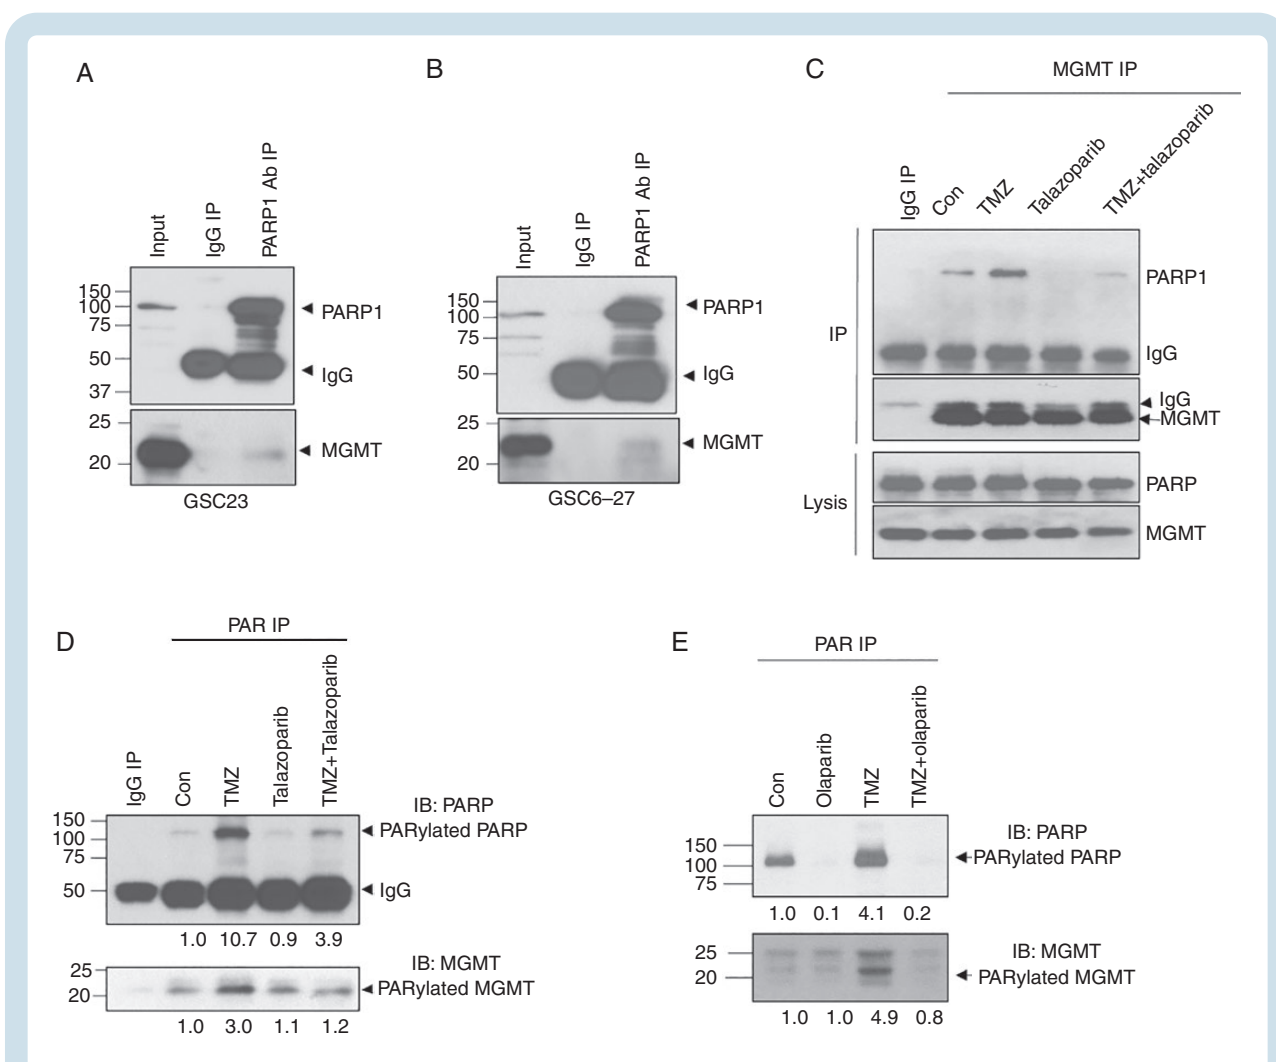 A
Input
IgG IP
PARP1 Ab IP
150
100
75
50
37
25
20
PARP1
IgG
MGMT
GSC23
B
Input
IgG IP
PARP1 Ab IP
150
100
75
50
25
20
PARP1
IgG
MGMT
GSC6–27
C
MGMT IP
IgG IP
Con
TMZ
Talazoparib
TMZ+talazoparib
IP
PARP1
IgG
IgG
MGMT
Lysis
PARP
MGMT
D
PAR IP
IgG IP
Con
TMZ
Talazoparib
TMZ+Talazoparib
IB: PARP
150
100
75
50
PARylated PARP
IgG
1.0 10.7 0.9 3.9
IB: MGMT
25
20
PARylated MGMT
1.0 3.0 1.1 1.2
E
PAR IP
Con
Olaparib
TMZ
TMZ+olaparib
IB: PARP
150
100
75
PARylated PARP
1.0 0.1 4.1 0.2
IB: MGMT
25
20
PARylated MGMT
1.0 1.0 4.9 0.8